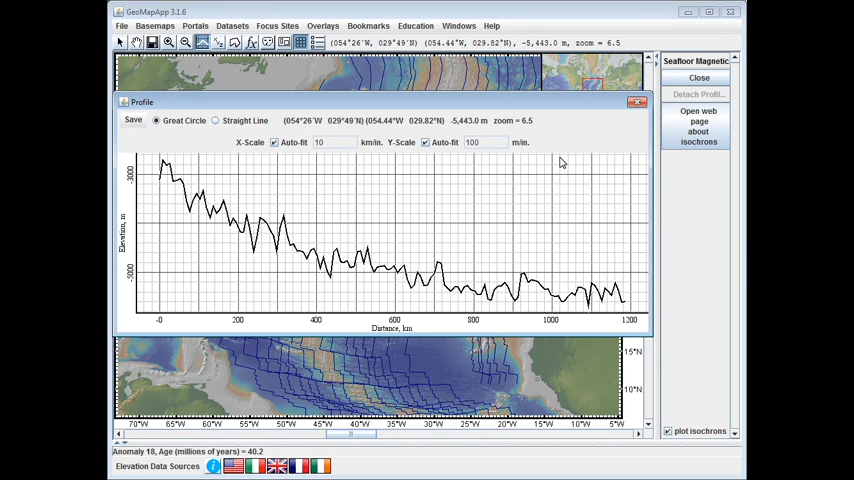 GeoMapApp 3.1.6
File Basemaps Portals Datasets Focus Sites Overlays Bookmarks Education Windows Help
(054°26´W, 029°49´N) (054.44°W, 029.82°N), -5,443.0 m, zoom = 6.5
Seafloor Magnetic
Close
Detach Profil...
Open web
page
about
isochrons
Profile
Save Great Circle Straight Line (054°26´W 029°49´N) (054.44°W 029.82°N) -5,443.0 m zoom = 6.5
X-Scale Auto-fit 10 km/in. Y-Scale Auto-fit 100 m/in.
-3000
Elevation, m
-5000
-0 200 400 600 800 1000 1200
Distance, km
15°N
10°N
70°W 65°W 60°W 55°W 50°W 45°W 40°W 35°W 30°W 25°W 20°W 15°W 10°W 5°W
plot isochrons
Anomaly 18, Age (millions of years) = 40.2
Elevation Data Sources